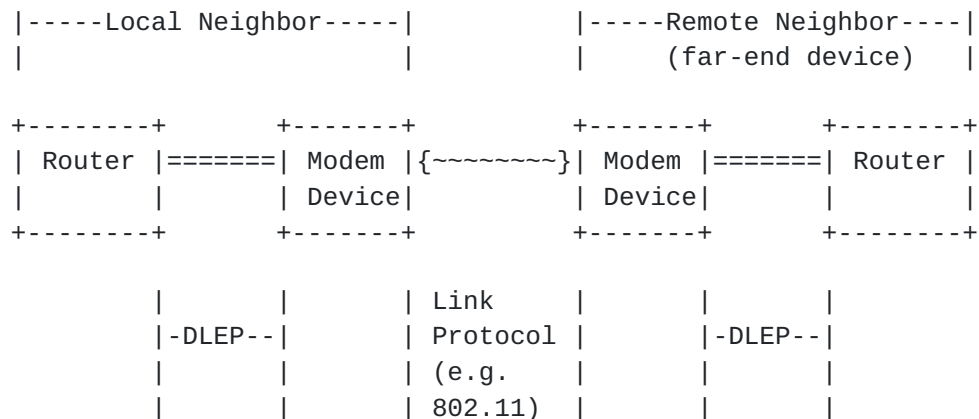 |-----Local Neighbor-----|          |-----Remote Neighbor----|
|                        |          |     (far-end device)   |
+--------+       +-------+          +-------+       +--------+
| Router |=======| Modem |{~~~~~~~~}| Modem |=======| Router |
|        |       | Device|          | Device|       |        |
+--------+       +-------+          +-------+       +--------+
         |       |       | Link     |       |       |
         |-DLEP--|       | Protocol |       |-DLEP--|
         |       |       | (e.g.    |       |       |
         |       |       | 802.11)  |       |       |